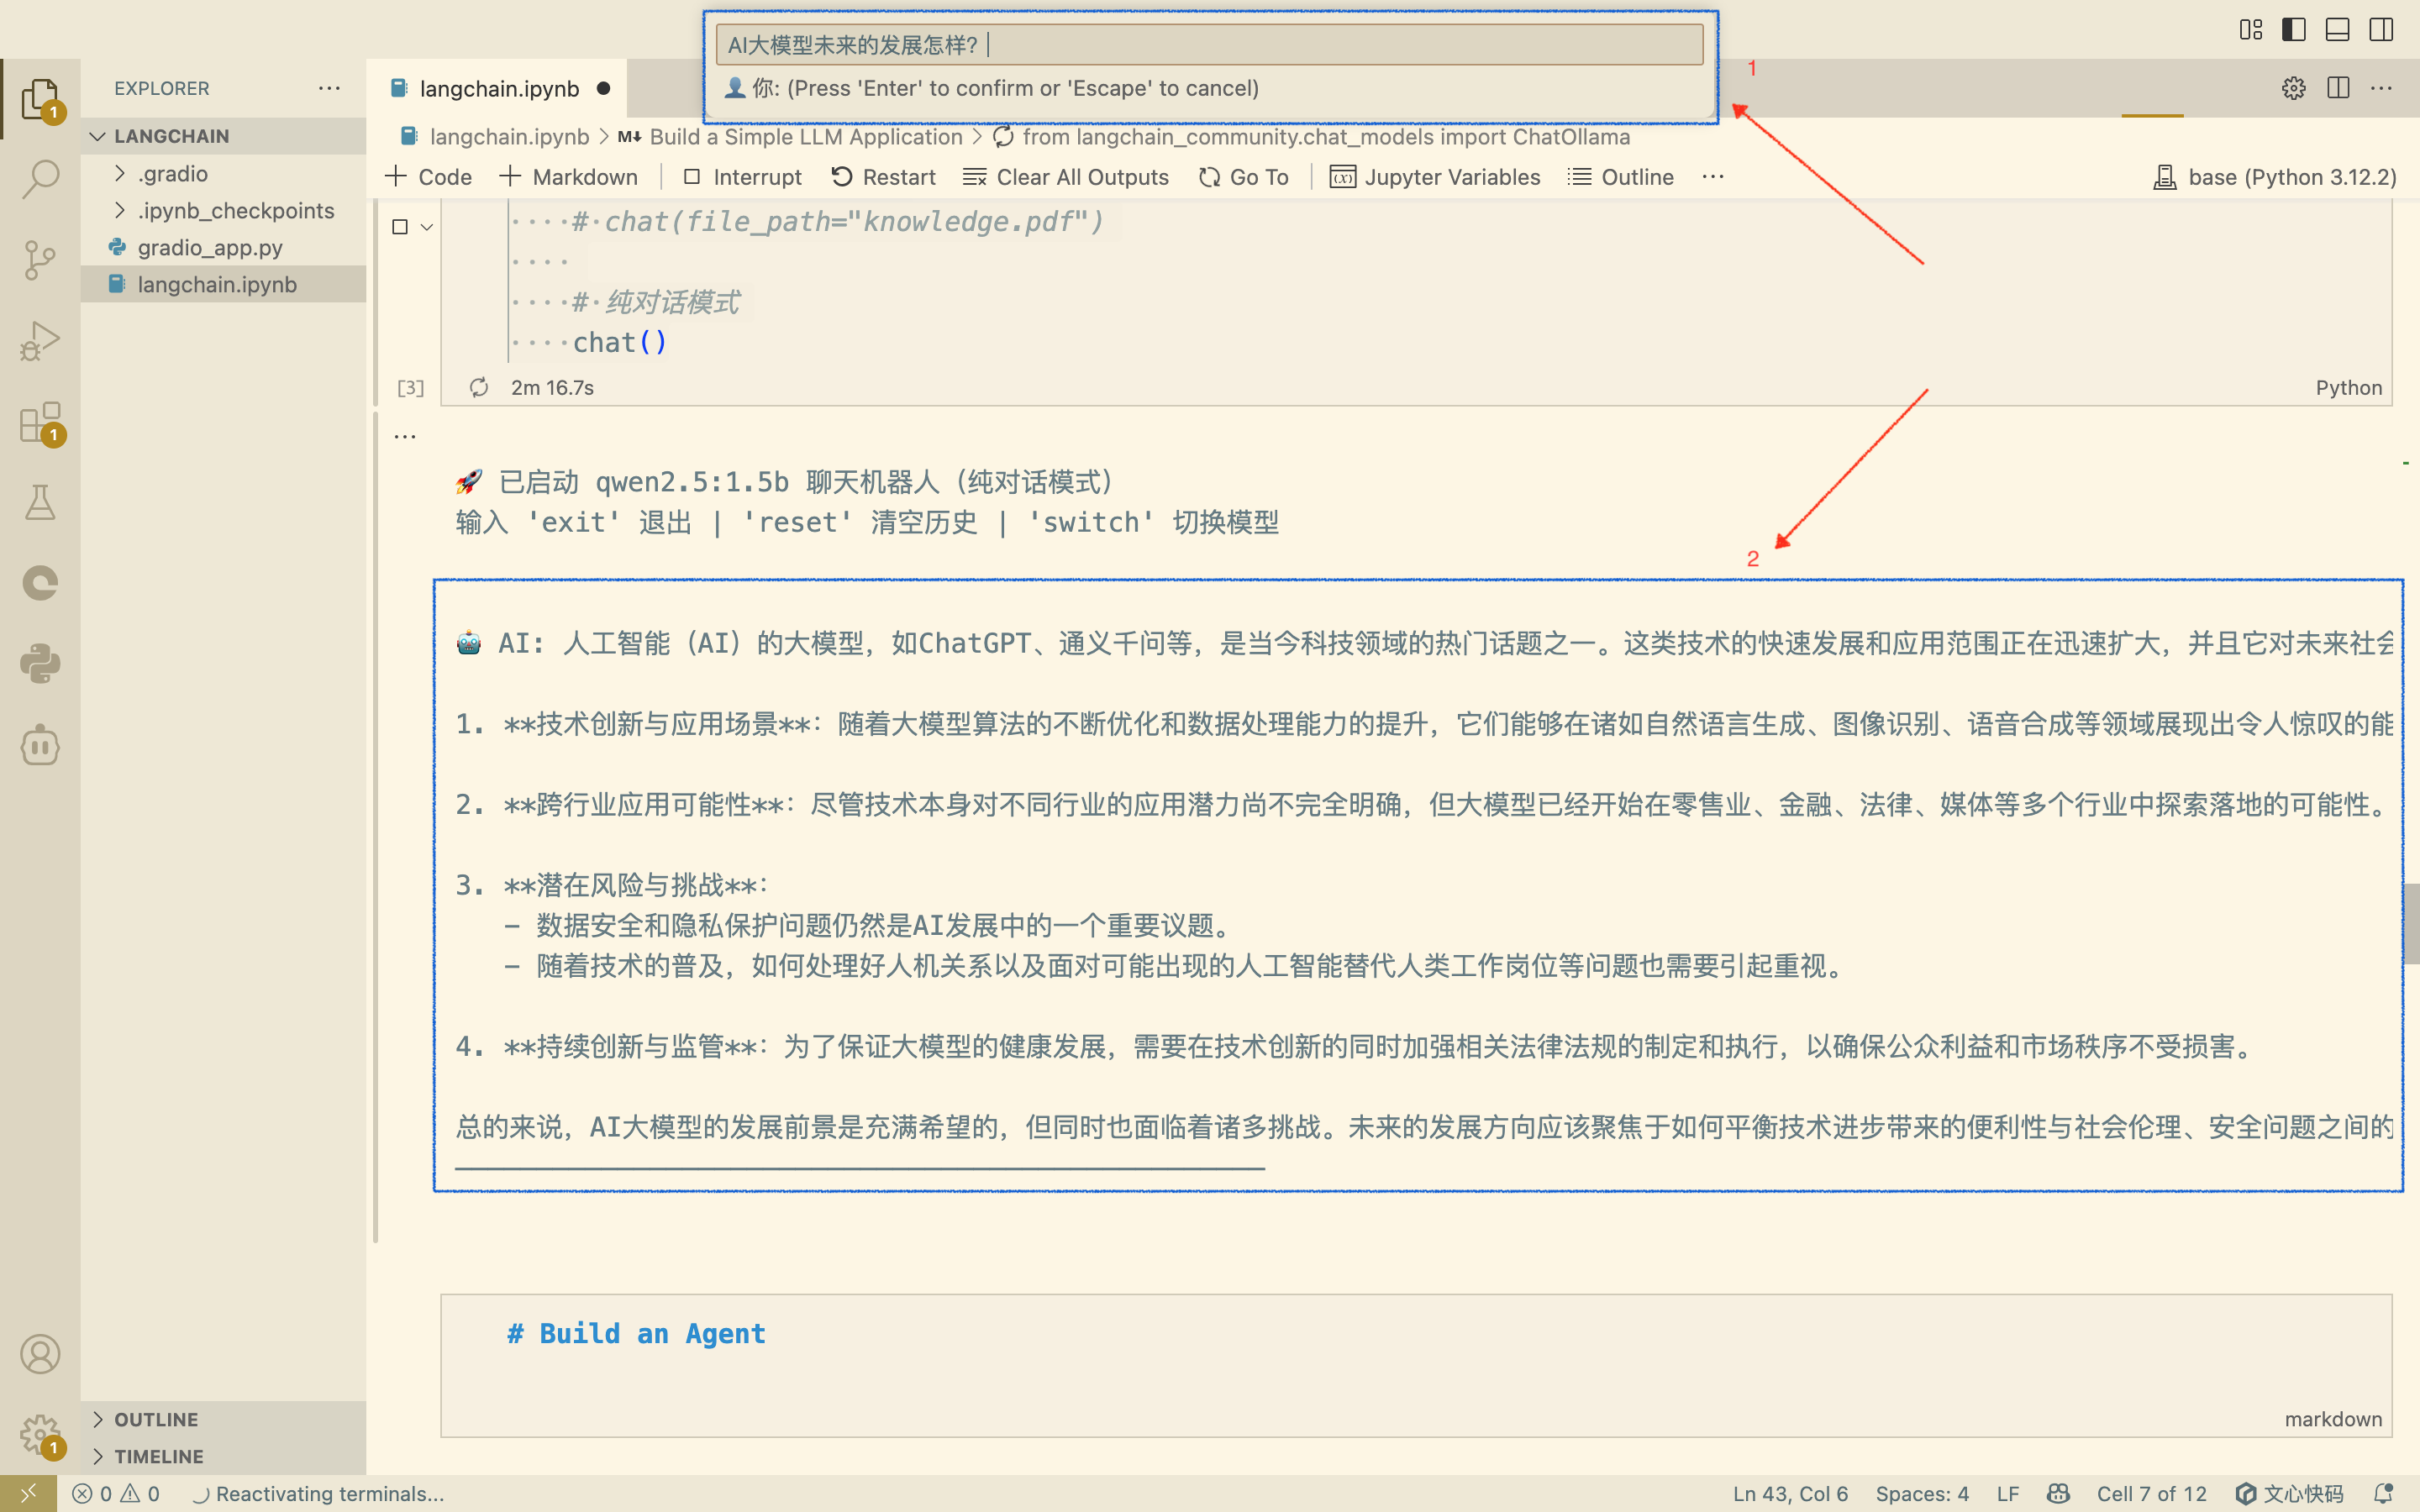 AI大模型未来的发展怎样?
👤 你: (Press 'Enter' to confirm or 'Escape' to cancel)
1
EXPLORER
langchain.ipynb
LANGCHAIN
.gradio
.ipynb_checkpoints
gradio_app.py
langchain.ipynb
langchain.ipynb > M↓ Build a Simple LLM Application > from langchain_community.chat_models import ChatOllama
Code Markdown Interrupt Restart Clear All Outputs Go To Jupyter Variables Outline ... base (Python 3.12.2)
# chat(file_path="knowledge.pdf")
# 纯对话模式
chat()
[3] 2m 16.7s Python
...
🚀 已启动 qwen2.5:1.5b 聊天机器人（纯对话模式）
输入 'exit' 退出 | 'reset' 清空历史 | 'switch' 切换模型
2
🤖 AI: 人工智能（AI）的大模型，如ChatGPT、通义千问等，是当今科技领域的热门话题之一。这类技术的快速发展和应用范围正在迅速扩大，并且它对未来社会
1. **技术创新与应用场景**：随着大模型算法的不断优化和数据处理能力的提升，它们能够在诸如自然语言生成、图像识别、语音合成等领域展现出令人惊叹的能
2. **跨行业应用可能性**：尽管技术本身对不同行业的应用潜力尚不完全明确，但大模型已经开始在零售业、金融、法律、媒体等多个行业中探索落地的可能性。
3. **潜在风险与挑战**：
- 数据安全和隐私保护问题仍然是AI发展中的一个重要议题。
- 随着技术的普及，如何处理好人机关系以及面对可能出现的人工智能替代人类工作岗位等问题也需要引起重视。
4. **持续创新与监管**：为了保证大模型的健康发展，需要在技术创新的同时加强相关法律法规的制定和执行，以确保公众利益和市场秩序不受损害。
总的来说，AI大模型的发展前景是充满希望的，但同时也面临着诸多挑战。未来的发展方向应该聚焦于如何平衡技术进步带来的便利性与社会伦理、安全问题之间的
# Build an Agent
markdown
OUTLINE
TIMELINE
1
1
1
0 0 Reactivating terminals... Ln 43, Col 6 Spaces: 4 LF Cell 7 of 12 文心快码